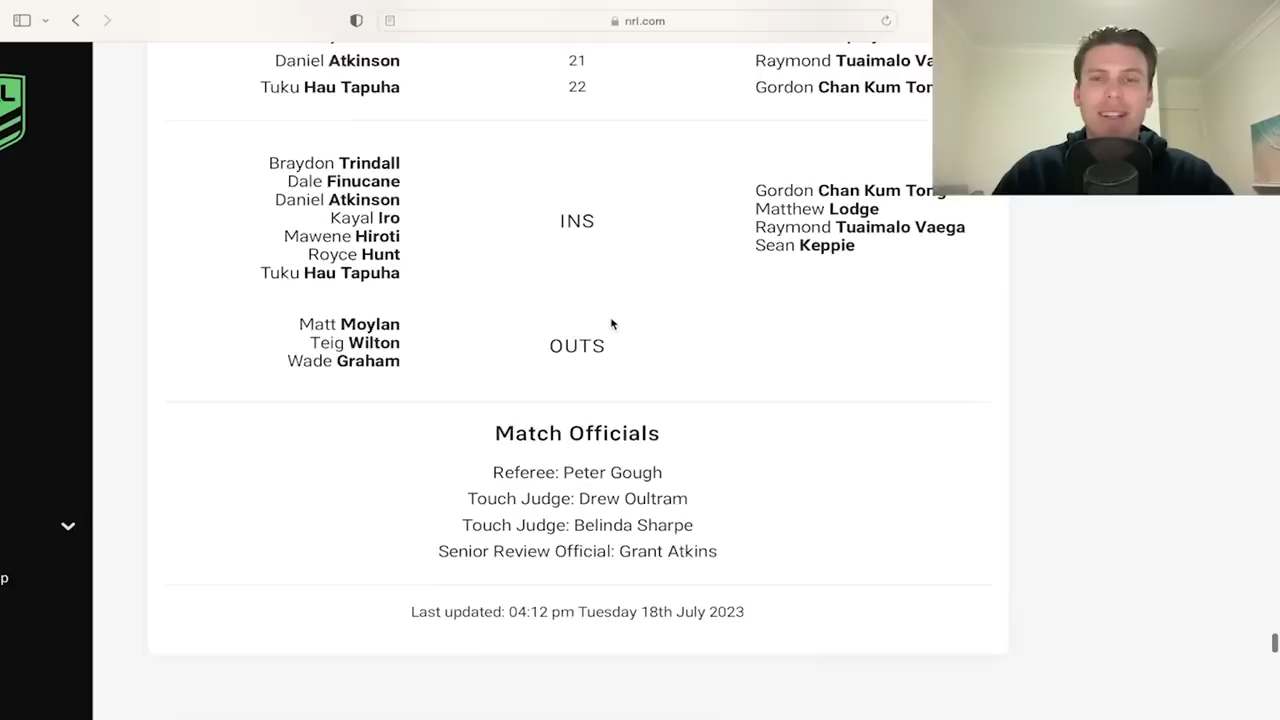 nrl.com
Daniel Atkinson 21 Raymond Tuaimalo
Tuku Hau Tapuha 22 Gordon Chan Kum
Braydon Trindall
Dale Finucane
Daniel Atkinson
Kayal Iro
Mawene Hiroti
Royce Hunt
Tuku Hau Tapuha
INS
Gordon Chan Kum Tong
Matthew Lodge
Raymond Tuaimalo Vaega
Sean Keppie
Matt Moylan
Teig Wilton
Wade Graham
OUTS
Match Officials
Referee: Peter Gough
Touch Judge: Drew Oultram
Touch Judge: Belinda Sharpe
Senior Review Official: Grant Atkins
Last updated: 04:12 pm Tuesday 18th July 2023